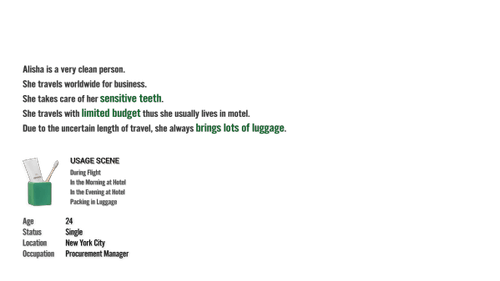 Alisha is a very clean person.
She travels worldwide for business.
She takes care of her sensitive teeth.
She travels with limited budget thus she usually lives in motel.
Due to the uncertain length of travel, she always brings lots of luggage.
USAGE SCENE
During Flight
In the Morning at Hotel
In the Evening at Hotel
Packing in Luggage
Age 24
Status Single
Location New York City
Occupation Procurement Manager